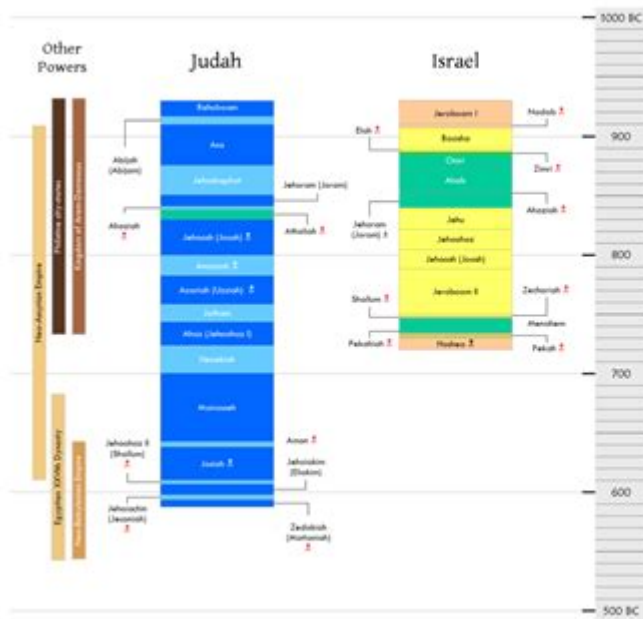 1000 BC
Other
Powers
Judah
Israel
Rehoboam
Jeroboam I
Nadab
Elah
900
Abijah
(Abijam)
Asa
Baasha
Omri
Zimri
Ahab
Jehoshaphat
Jehoram (Joram)
Ahaziah
Ahaziah
Athaliah
Jehoram
(Joram)
Jehu
Jehoash (Joash)
Jehoahaz
Jehoash (Joash)
800
Amaziah
Azariah (Uzziah)
Jeroboam II
Zechariah
Shallum
Jotham
Menahem
Ahaz (Jehoahaz I)
Pekahiah
Hoshea
Pekah
Hezekiah
700
Manasseh
Jehoahaz II
(Shallum)
Amon
Josiah
Jehoiakim
(Eliakim)
600
Jehoiachin
(Jeconiah)
Zedekiah
(Mattaniah)
500 BC
Neo-Assyrian Empire
Philistine city-states
Kingdom of Aram-Damascus
Egyptian XXVIth Dynasty
Neo-Babylonian Empire